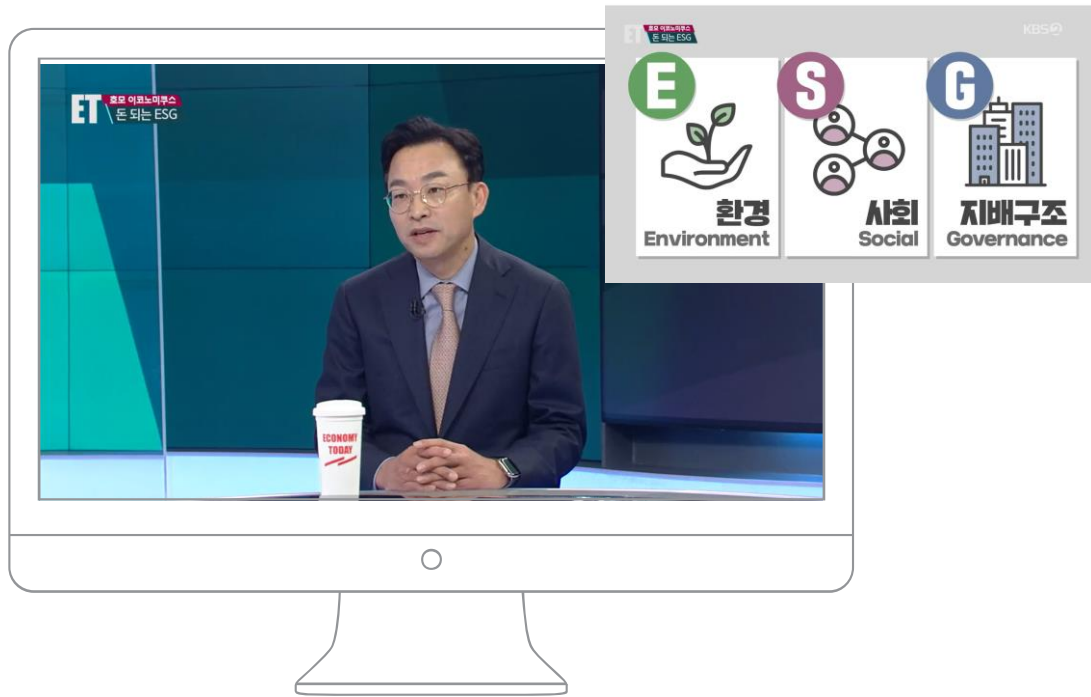 ET
호모 이코노미쿠스
돈 되는 ESG
ECONOMY
TODAY
ET
호모 이코노미쿠스
돈 되는 ESG
KBS2
E
환경
Environment
S
사회
Social
G
지배구조
Governance